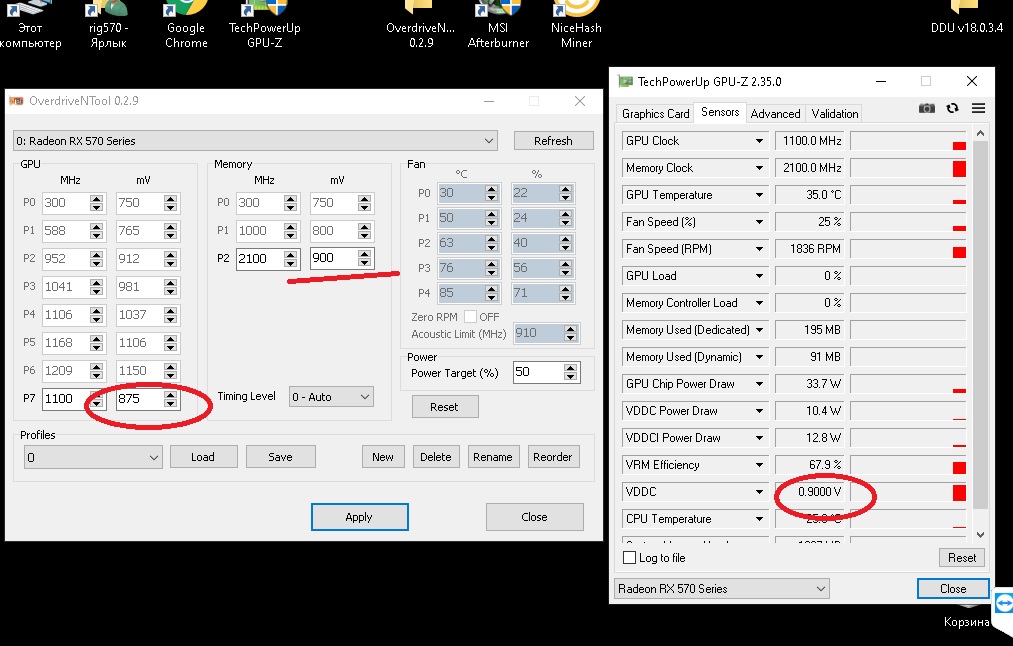 Этот
компьютер
rig570 -
Ярлык
Google
Chrome
TechPowerUp
GPU-Z
OverdriveN...
0.2.9
MSI
Afterburner
NiceHash
Miner
DDU v18.0.3.4
OverdriveNTool 0.2.9
0: Radeon RX 570 Series
Refresh
GPU
MHz mV
P0 300 750
P1 588 765
P2 952 912
P3 1041 981
P4 1106 1037
P5 1168 1106
P6 1209 1150
P7 1100 875
Memory
MHz mV
P0 300 750
P1 1000 800
P2 2100 900
Timing Level 0 - Auto
Fan
°C %
P0 30 22
P1 50 24
P2 63 40
P3 76 56
P4 85 71
Zero RPM OFF
Acoustic Limit (MHz) 910
Power
Power Target (%) 50
Reset
Profiles
0 Load Save New Delete Rename Reorder
Apply Close
TechPowerUp GPU-Z 2.35.0
Graphics Card Sensors Advanced Validation
GPU Clock 1100.0 MHz
Memory Clock 2100.0 MHz
GPU Temperature 35.0 °C
Fan Speed (%) 25 %
Fan Speed (RPM) 1836 RPM
GPU Load 0 %
Memory Controller Load 0 %
Memory Used (Dedicated) 195 MB
Memory Used (Dynamic) 91 MB
GPU Chip Power Draw 33.7 W
VDDC Power Draw 10.4 W
VDDCI Power Draw 12.8 W
VRM Efficiency 67.9 %
VDDC 0.9000 V
CPU Temperature
Log to file Reset
Radeon RX 570 Series Close
Корзина